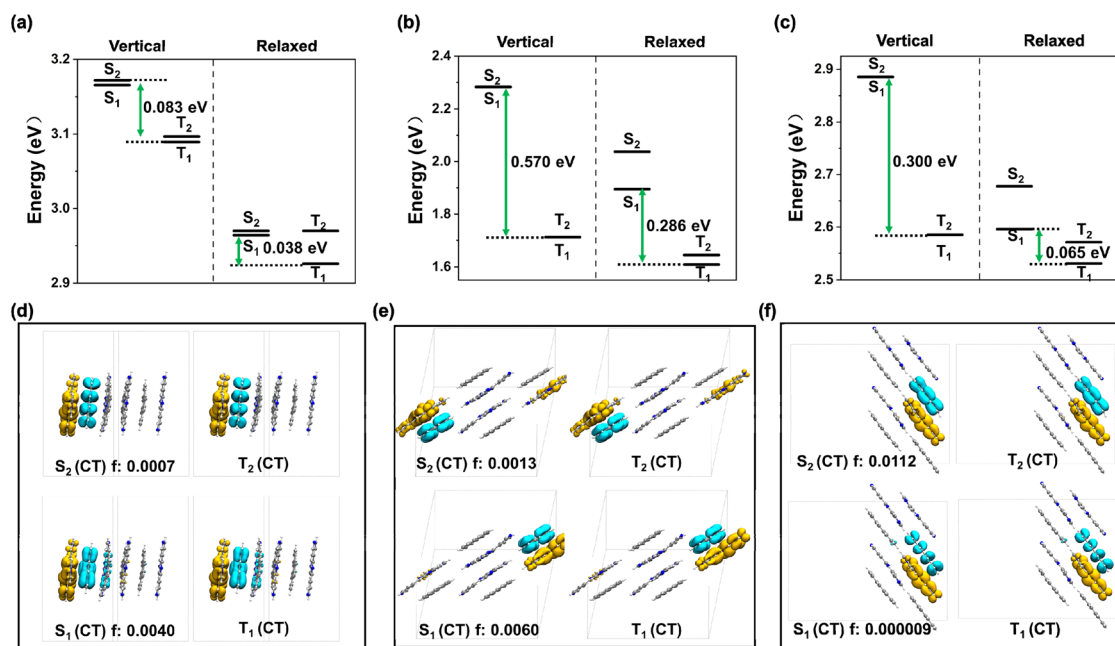 (a)
Vertical Relaxed
3.2
3.1
3.0
2.9
Energy (eV)
S2
S1
0.083 eV
T2
T1
S2
S1 0.038 eV
T2
T1
(b)
Vertical Relaxed
2.4
2.2
2.0
1.8
1.6
Energy (eV)
S2
S1
0.570 eV
T2
T1
S2
S1
0.286 eV
T2
T1
(c)
Vertical Relaxed
2.9
2.8
2.7
2.6
2.5
Energy (eV)
S2
S1
0.300 eV
T2
T1
S2
S1
T2
0.065 eV
T1
(d)
S2 (CT) f: 0.0007 T2 (CT)
S1 (CT) f: 0.0040 T1 (CT)
(e)
S2 (CT) f: 0.0013 T2 (CT)
S1 (CT) f: 0.0060 T1 (CT)
(f)
S2 (CT) f: 0.0112 T2 (CT)
S1 (CT) f: 0.000009 T1 (CT)